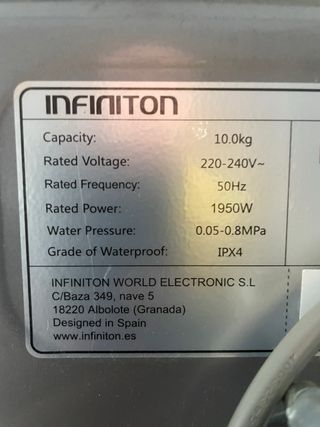 INFINITON
Capacity: 10.0kg
Rated Voltage: 220-240V~
Rated Frequency: 50Hz
Rated Power: 1950W
Water Pressure: 0.05-0.8MPa
Grade of Waterproof: IPX4
INFINITON WORLD ELECTRONIC S.L
C/Baza 349, nave 5
18220 Albolote (Granada)
Designed in Spain
www.infiniton.es